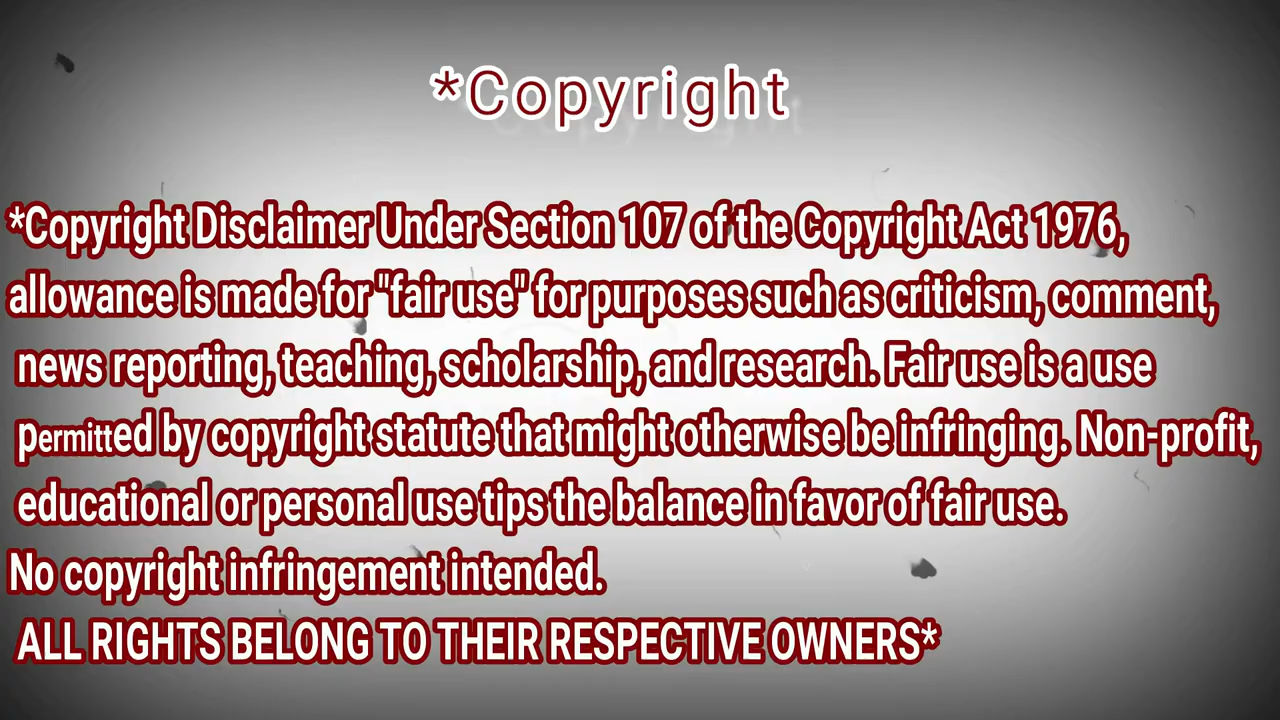 *Copyright
*Copyright Disclaimer Under Section 107 of the Copyright Act 1976,
allowance is made for "fair use" for purposes such as criticism, comment,
news reporting, teaching, scholarship, and research. Fair use is a use
permitted by copyright statute that might otherwise be infringing. Non-profit,
educational or personal use tips the balance in favor of fair use.
No copyright infringement intended.
ALL RIGHTS BELONG TO THEIR RESPECTIVE OWNERS*